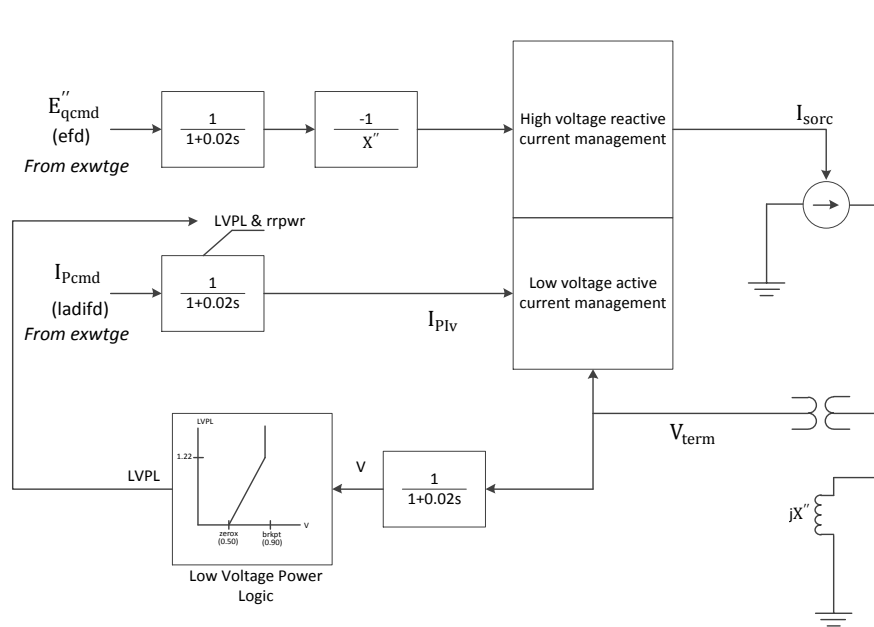 E''qcmd
(efd)
From exwtge
1
1+0.02s
-1
X''
High voltage reactive
current management
Isorc
LVPL & rrpwr
IPcmd
(ladifd)
From exwtge
1
1+0.02s
IPlv
Low voltage active
current management
Vterm
LVPL
LVPL
1.22
V
zerox
(0.50)
brkpt
(0.90)
Low Voltage Power
Logic
V
1
1+0.02s
jX''